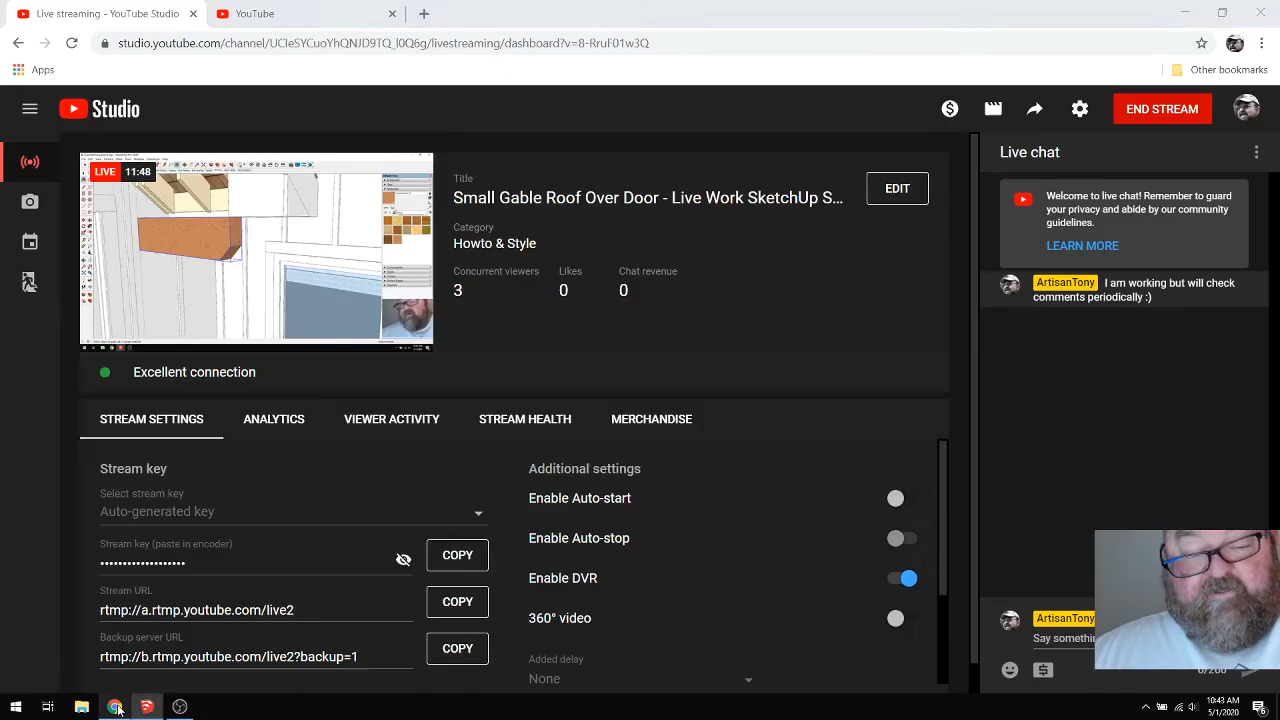 Live streaming - YouTube Studio
YouTube
studio.youtube.com/channel/UCleSYCuoYhQNJD9TQ_l0Q6g/livestreaming/dashboard?v=8-RruF01w3Q
Apps
Other bookmarks
Studio
END STREAM
LIVE 11:48
Title
Small Gable Roof Over Door - Live Work SketchUp S...
EDIT
Category
Howto & Style
Concurrent viewers Likes Chat revenue
3 0 0
Excellent connection
STREAM SETTINGS ANALYTICS VIEWER ACTIVITY STREAM HEALTH MERCHANDISE
Stream key
Select stream key
Auto-generated key
Stream key (paste in encoder)
•••••••••••••••••• COPY
Stream URL
rtmp://a.rtmp.youtube.com/live2 COPY
Backup server URL
rtmp://b.rtmp.youtube.com/live2?backup=1 COPY
Additional settings
Enable Auto-start
Enable Auto-stop
Enable DVR
360° video
Added delay
None
Live chat
Welcome to live chat! Remember to guard
your privacy and abide by our community
guidelines.
LEARN MORE
ArtisanTony I am working but will check
comments periodically :)
ArtisanTony
Say somethin
0/200
10:43 AM
5/1/2020
6